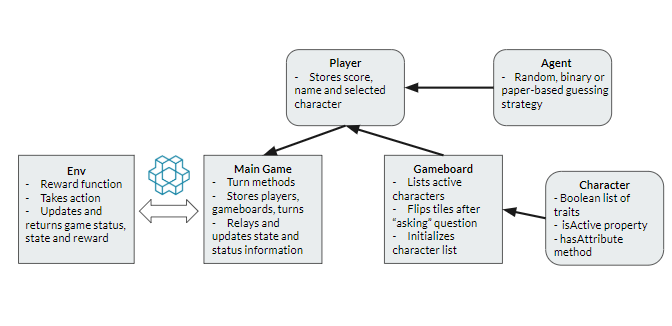 Player
- Stores score,
name and selected
character
Agent
- Random, binary or
paper-based guessing
strategy
Env
- Reward function
- Takes action
- Updates and
returns game status,
state and reward
Main Game
- Turn methods
- Stores players,
gameboards, turns
- Relays and
updates state and
status information
Gameboard
- Lists active
characters
- Flips tiles after
"asking" question
- Initializes
character list
Character
- Boolean list of
traits
- isActive property
- hasAttribute
method